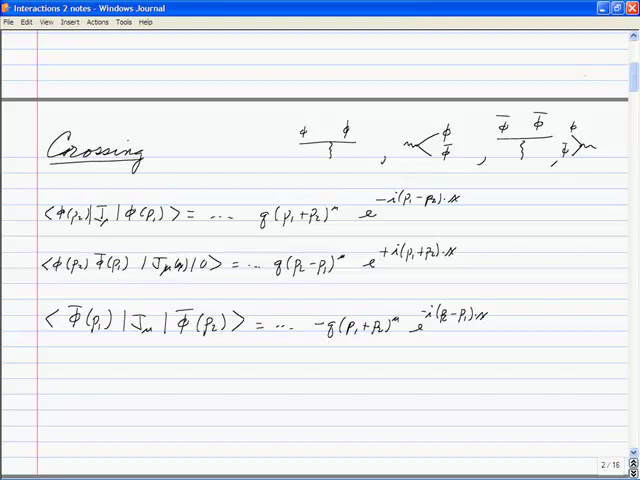 Interactions 2 notes - Windows Journal
File Edit View Insert Actions Tools Help
Crossing
ϕ ϕ , ϕ ϕ̄ , ϕ̄ ϕ̄ , ϕ ϕ̄
<ϕ(p₂)|J_μ|ϕ(p₁)> = ... q(p₁+p₂)^μ e^{-i(p₁-p₂)·x}
<ϕ(p₂) ϕ̄(p₁) | J_μ(x) | 0> = ... q(p₂-p₁)^μ e^{+i(p₁+p₂)·x}
<ϕ̄(p₁) | J_μ | ϕ̄(p₂)> = ... -q(p₁+p₂)^μ e^{-i(p₂-p₁)·x}
2 / 16